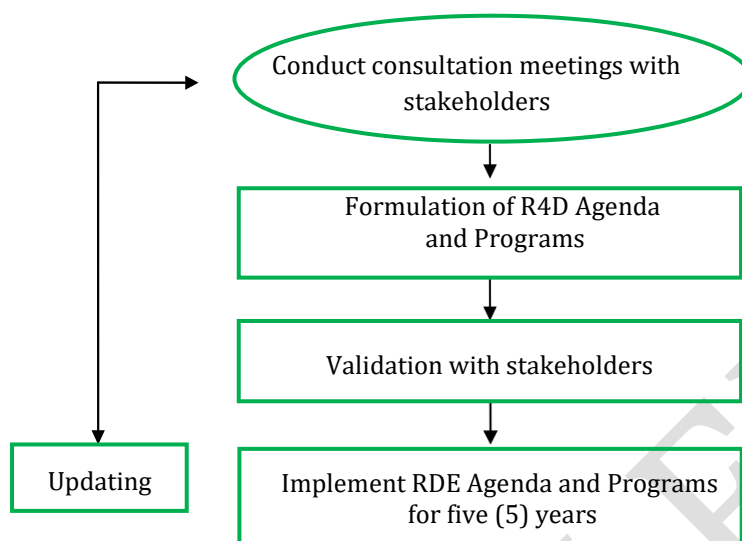 Conduct consultation meetings with
stakeholders
Formulation of R4D Agenda
and Programs
Validation with stakeholders
Updating
Implement RDE Agenda and Programs
for five (5) years